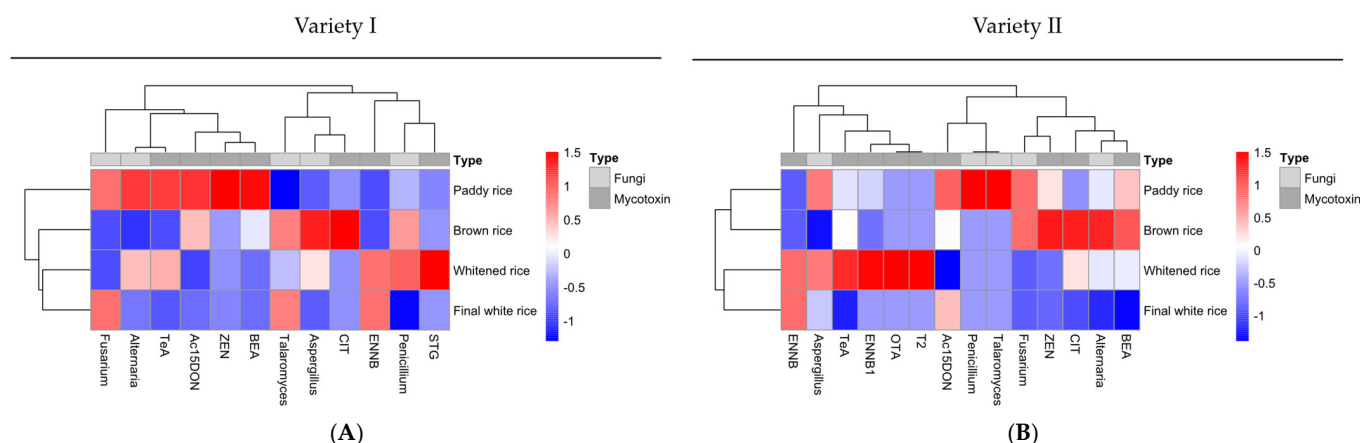 Variety I
Variety II
Type
Paddy rice
Brown rice
Whitened rice
Final white rice
Fusarium
Alternaria
TeA
Ac15DON
ZEN
BEA
Talaromyces
Aspergillus
CIT
ENNB
Penicillium
STG
1.5
1
0.5
0
-0.5
-1
Type
Fungi
Mycotoxin
(A)
Type
Paddy rice
Brown rice
Whitened rice
Final white rice
ENNB
Aspergillus
TeA
ENNB1
OTA
T2
Ac15DON
Penicillium
Talaromyces
Fusarium
ZEN
CIT
Alternaria
BEA
1.5
1
0.5
0
-0.5
-1
Type
Fungi
Mycotoxin
(B)